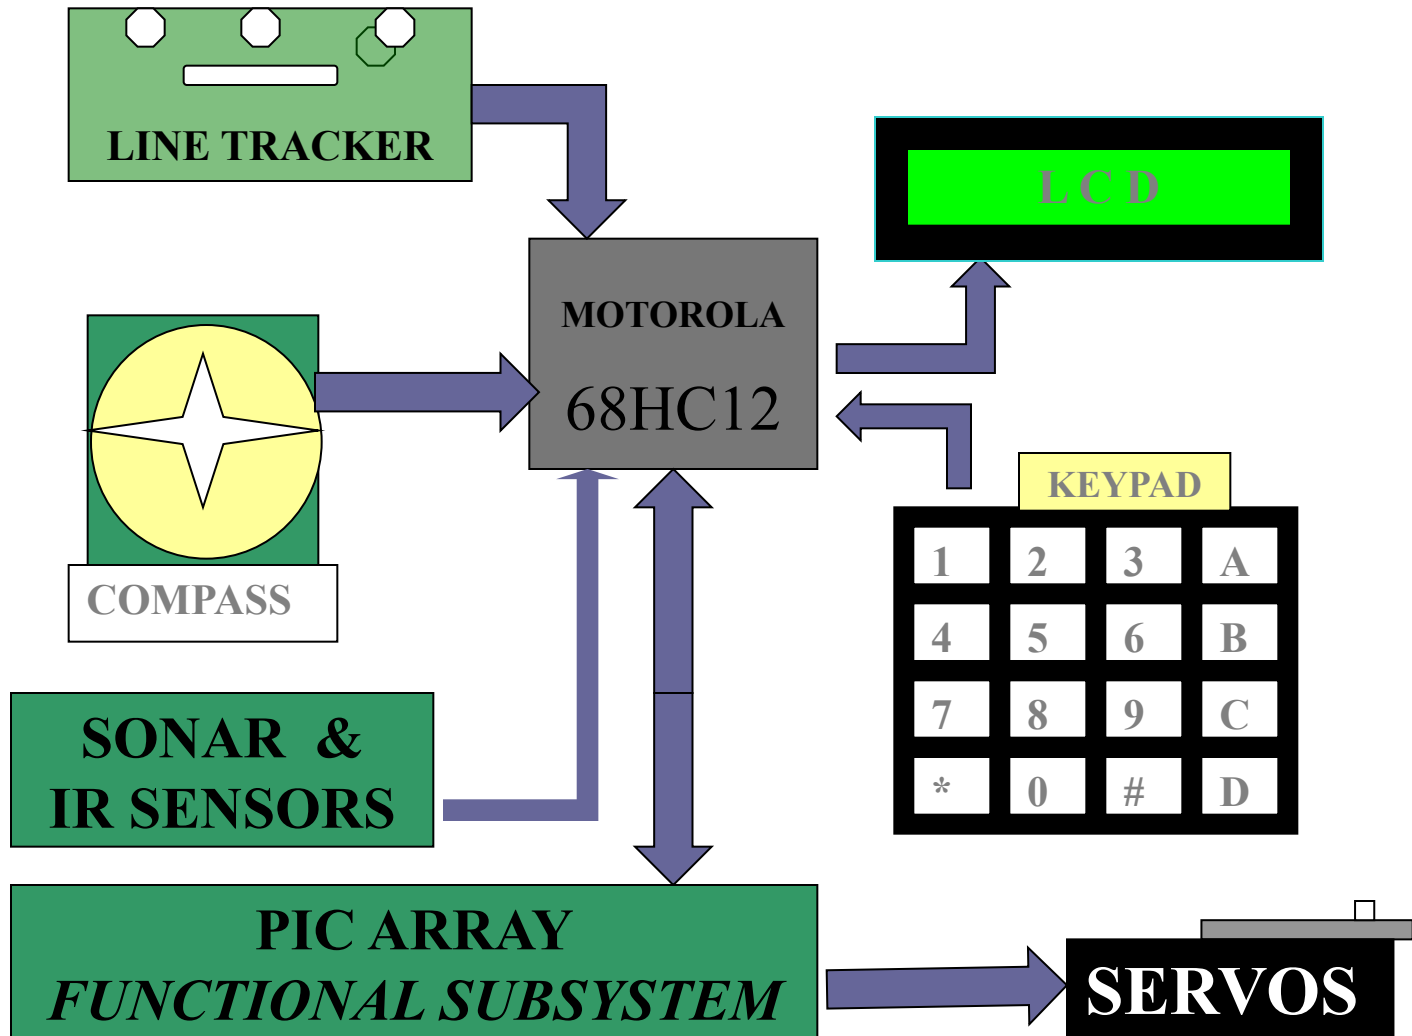 LINE TRACKER
L C D
MOTOROLA
68HC12
KEYPAD
1 2 3 A
4 5 6 B
7 8 9 C
* 0 # D
COMPASS
SONAR &
IR SENSORS
PIC ARRAY
FUNCTIONAL SUBSYSTEM
SERVOS